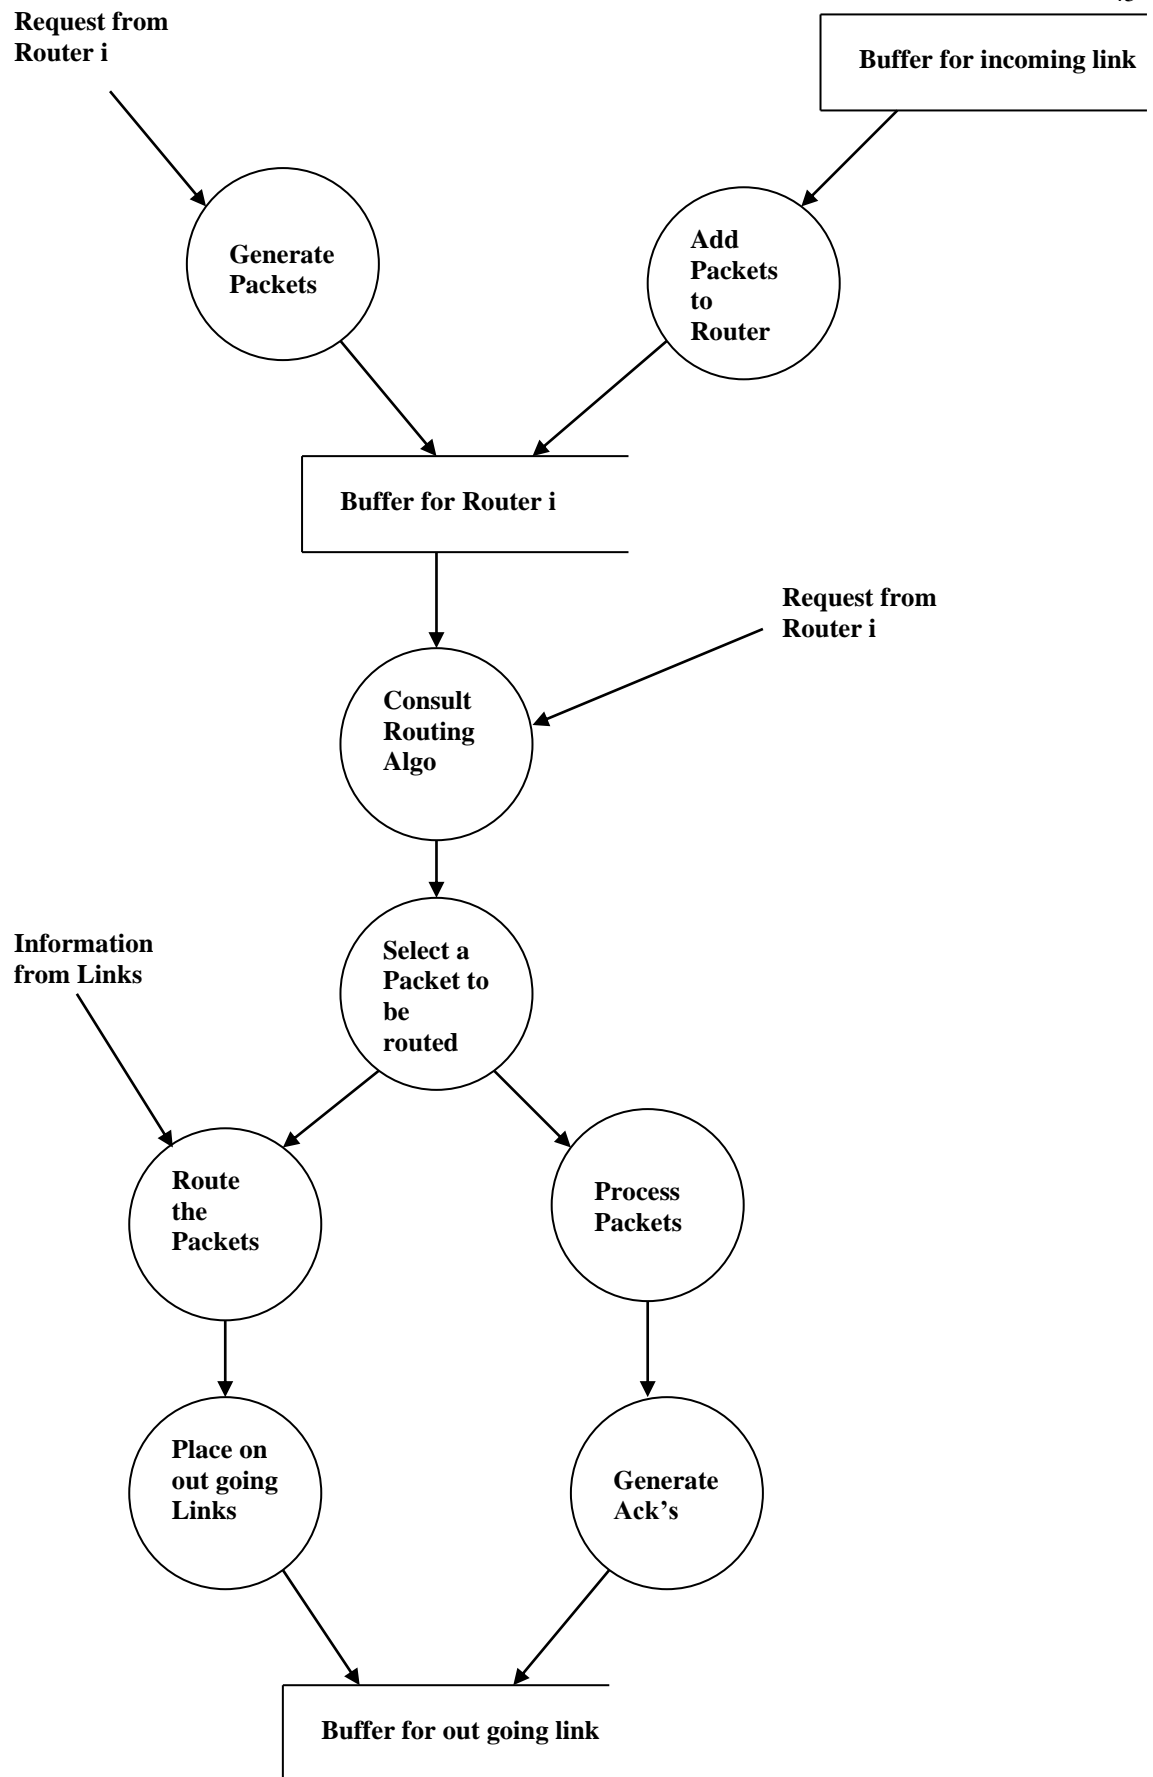 Request from
Router i
Buffer for incoming link
Generate
Packets
Add
Packets
to
Router
Buffer for Router i
Request from
Router i
Consult
Routing
Algo
Information
from Links
Select a
Packet to
be
routed
Route
the
Packets
Process
Packets
Place on
out going
Links
Generate
Ack’s
Buffer for out going link